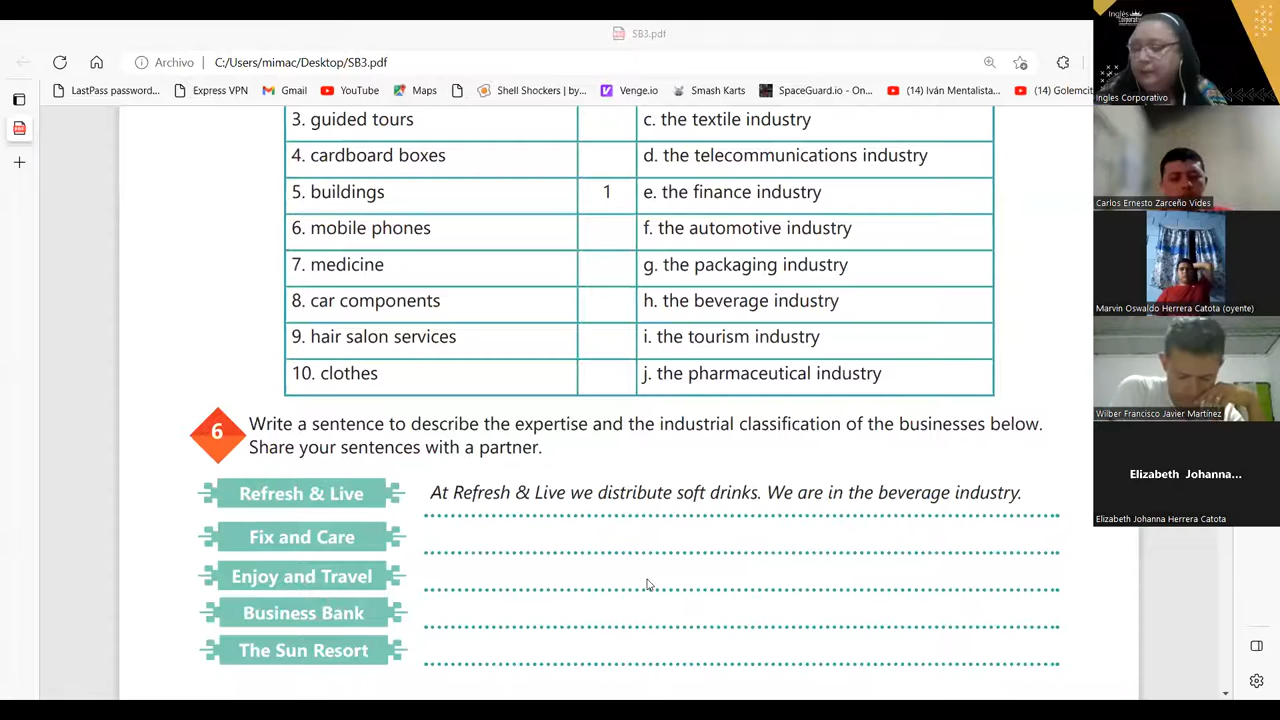 SB3.pdf
Archivo C:/Users/mimac/Desktop/SB3.pdf
LastPass password... Express VPN Gmail YouTube Maps Shell Shockers | by... Venge.io Smash Karts SpaceGuard.io - On... (14) Iván Mentalista... (14) Golemcit
3. guided tours c. the textile industry
4. cardboard boxes d. the telecommunications industry
5. buildings 1 e. the finance industry
6. mobile phones f. the automotive industry
7. medicine g. the packaging industry
8. car components h. the beverage industry
9. hair salon services i. the tourism industry
10. clothes j. the pharmaceutical industry
6 Write a sentence to describe the expertise and the industrial classification of the businesses below.
Share your sentences with a partner.
Refresh & Live At Refresh & Live we distribute soft drinks. We are in the beverage industry.
Fix and Care
Enjoy and Travel
Business Bank
The Sun Resort
Inglés
Corporativo
Ingles Corporativo
Carlos Ernesto Zarceño Vides
Marvin Oswaldo Herrera Catota (oyente)
Wilber Francisco Javier Martínez
Elizabeth Johanna...
Elizabeth Johanna Herrera Catota